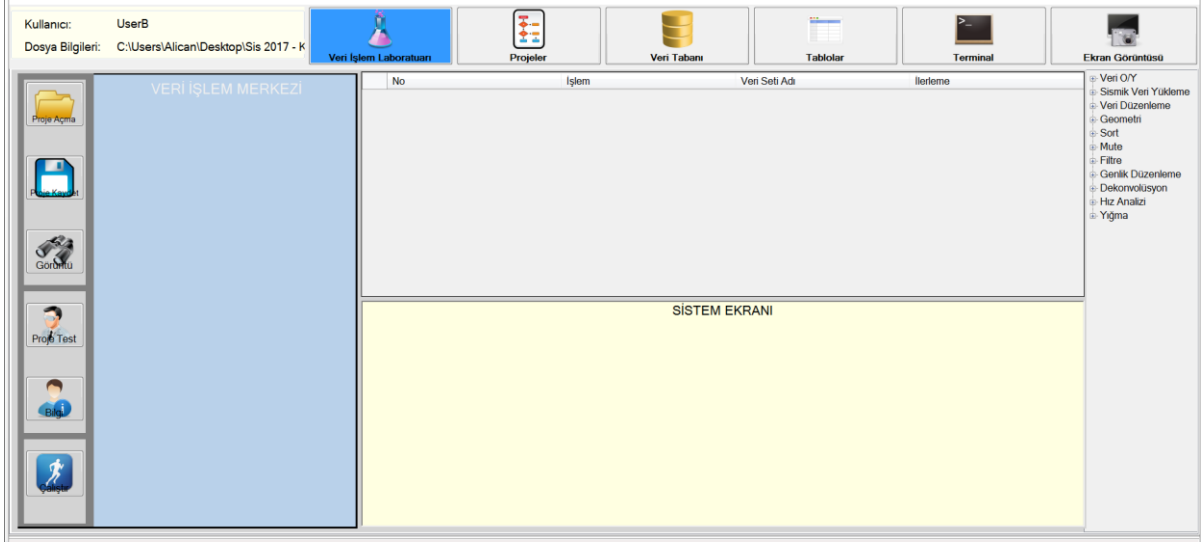 Kullanıcı: UserB
Dosya Bilgileri: C:\Users\Alican\Desktop\Sis 2017 - K
Veri İşlem Laboratuarı
Projeler
Veri Tabanı
Tablolar
>_
Terminal
Ekran Görüntüsü
Proje Açma
Proje Kaydet
Görüntü
Proje Test
Bilgi
Çalıştır
VERİ İŞLEM MERKEZİ
No İşlem Veri Seti Adı İlerleme
SİSTEM EKRANI
Veri O/Y
Sismik Veri Yükleme
Veri Düzenleme
Geometri
Sort
Mute
Filtre
Genlik Düzenleme
Dekonvolüsyon
Hız Analizi
Yığma